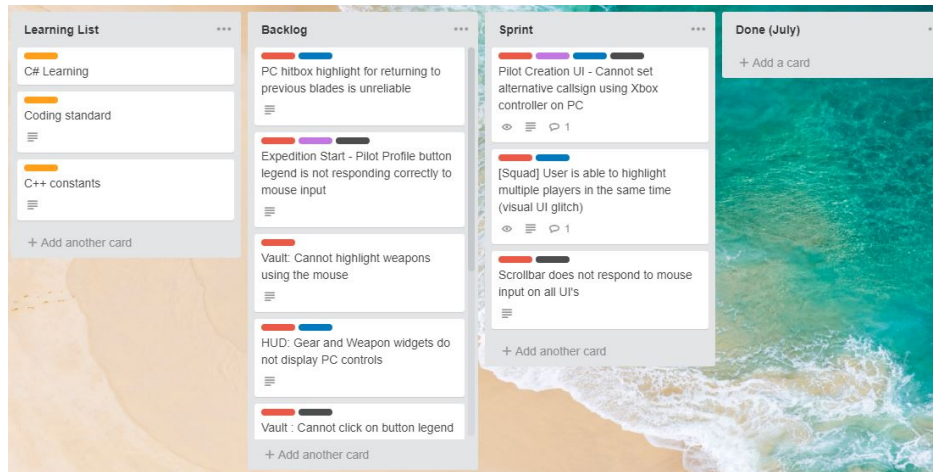 Learning List
C# Learning
Coding standard
C++ constants
+ Add another card
Backlog
PC hitbox highlight for returning to
previous blades is unreliable
Expedition Start - Pilot Profile button
legend is not responding correctly to
mouse input
Vault: Cannot highlight weapons
using the mouse
HUD: Gear and Weapon widgets do
not display PC controls
Vault : Cannot click on button legend
+ Add another card
Sprint
Pilot Creation UI - Cannot set
alternative callsign using Xbox
controller on PC
1
[Squad] User is able to highlight
multiple players in the same time
(visual UI glitch)
1
Scrollbar does not respond to mouse
input on all UI's
+ Add another card
Done (July)
+ Add a card